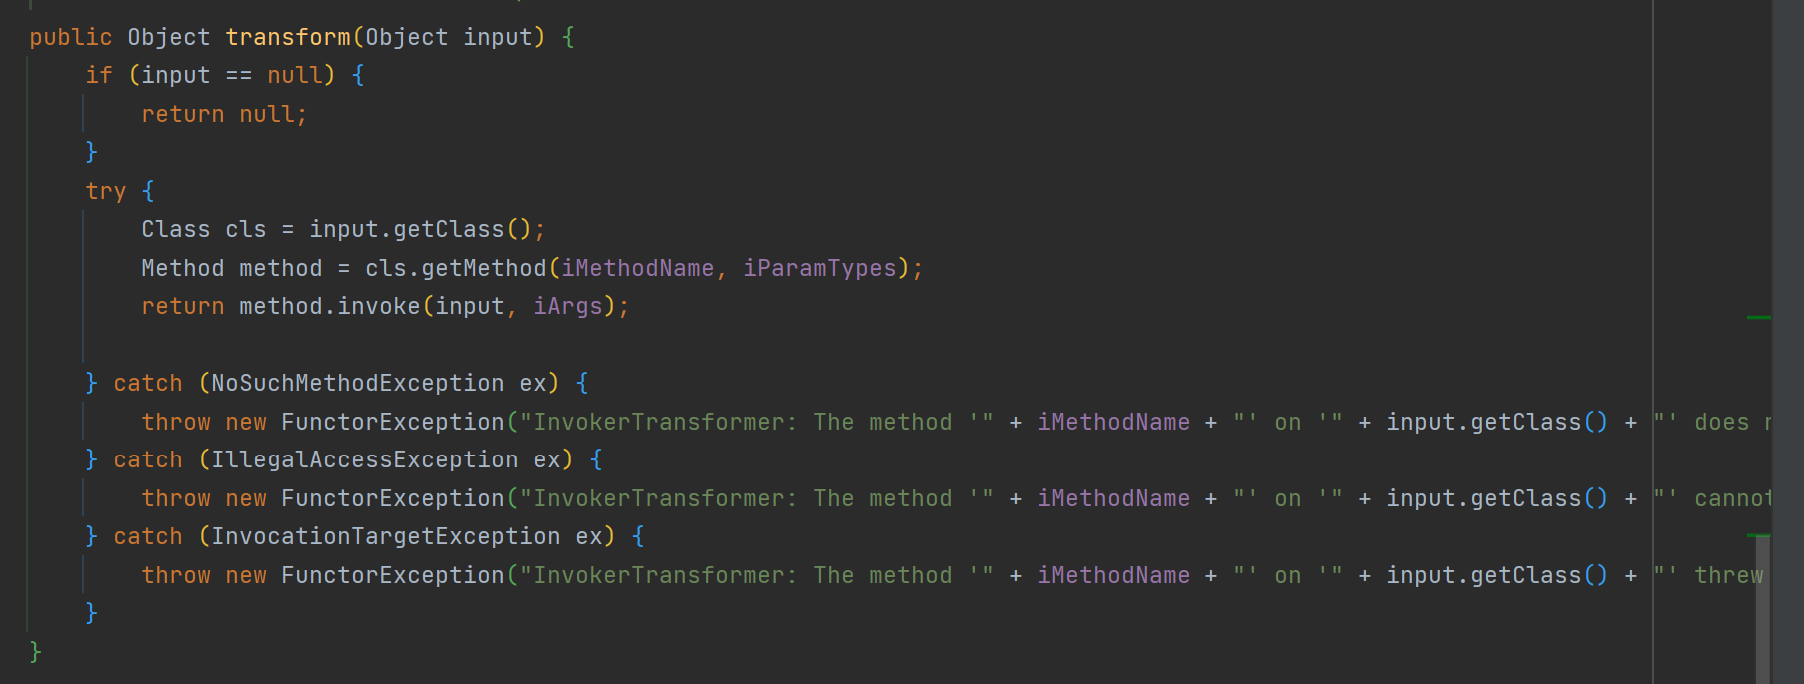 public Object transform(Object input) {
    if (input == null) {
        return null;
    }
    try {
        Class cls = input.getClass();
        Method method = cls.getMethod(iMethodName, iParamTypes);
        return method.invoke(input, iArgs);

    } catch (NoSuchMethodException ex) {
        throw new FunctorException("InvokerTransformer: The method '" + iMethodName + "' on '" + input.getClass() + "' does
    } catch (IllegalAccessException ex) {
        throw new FunctorException("InvokerTransformer: The method '" + iMethodName + "' on '" + input.getClass() + "' cannot
    } catch (InvocationTargetException ex) {
        throw new FunctorException("InvokerTransformer: The method '" + iMethodName + "' on '" + input.getClass() + "' threw
    }
}